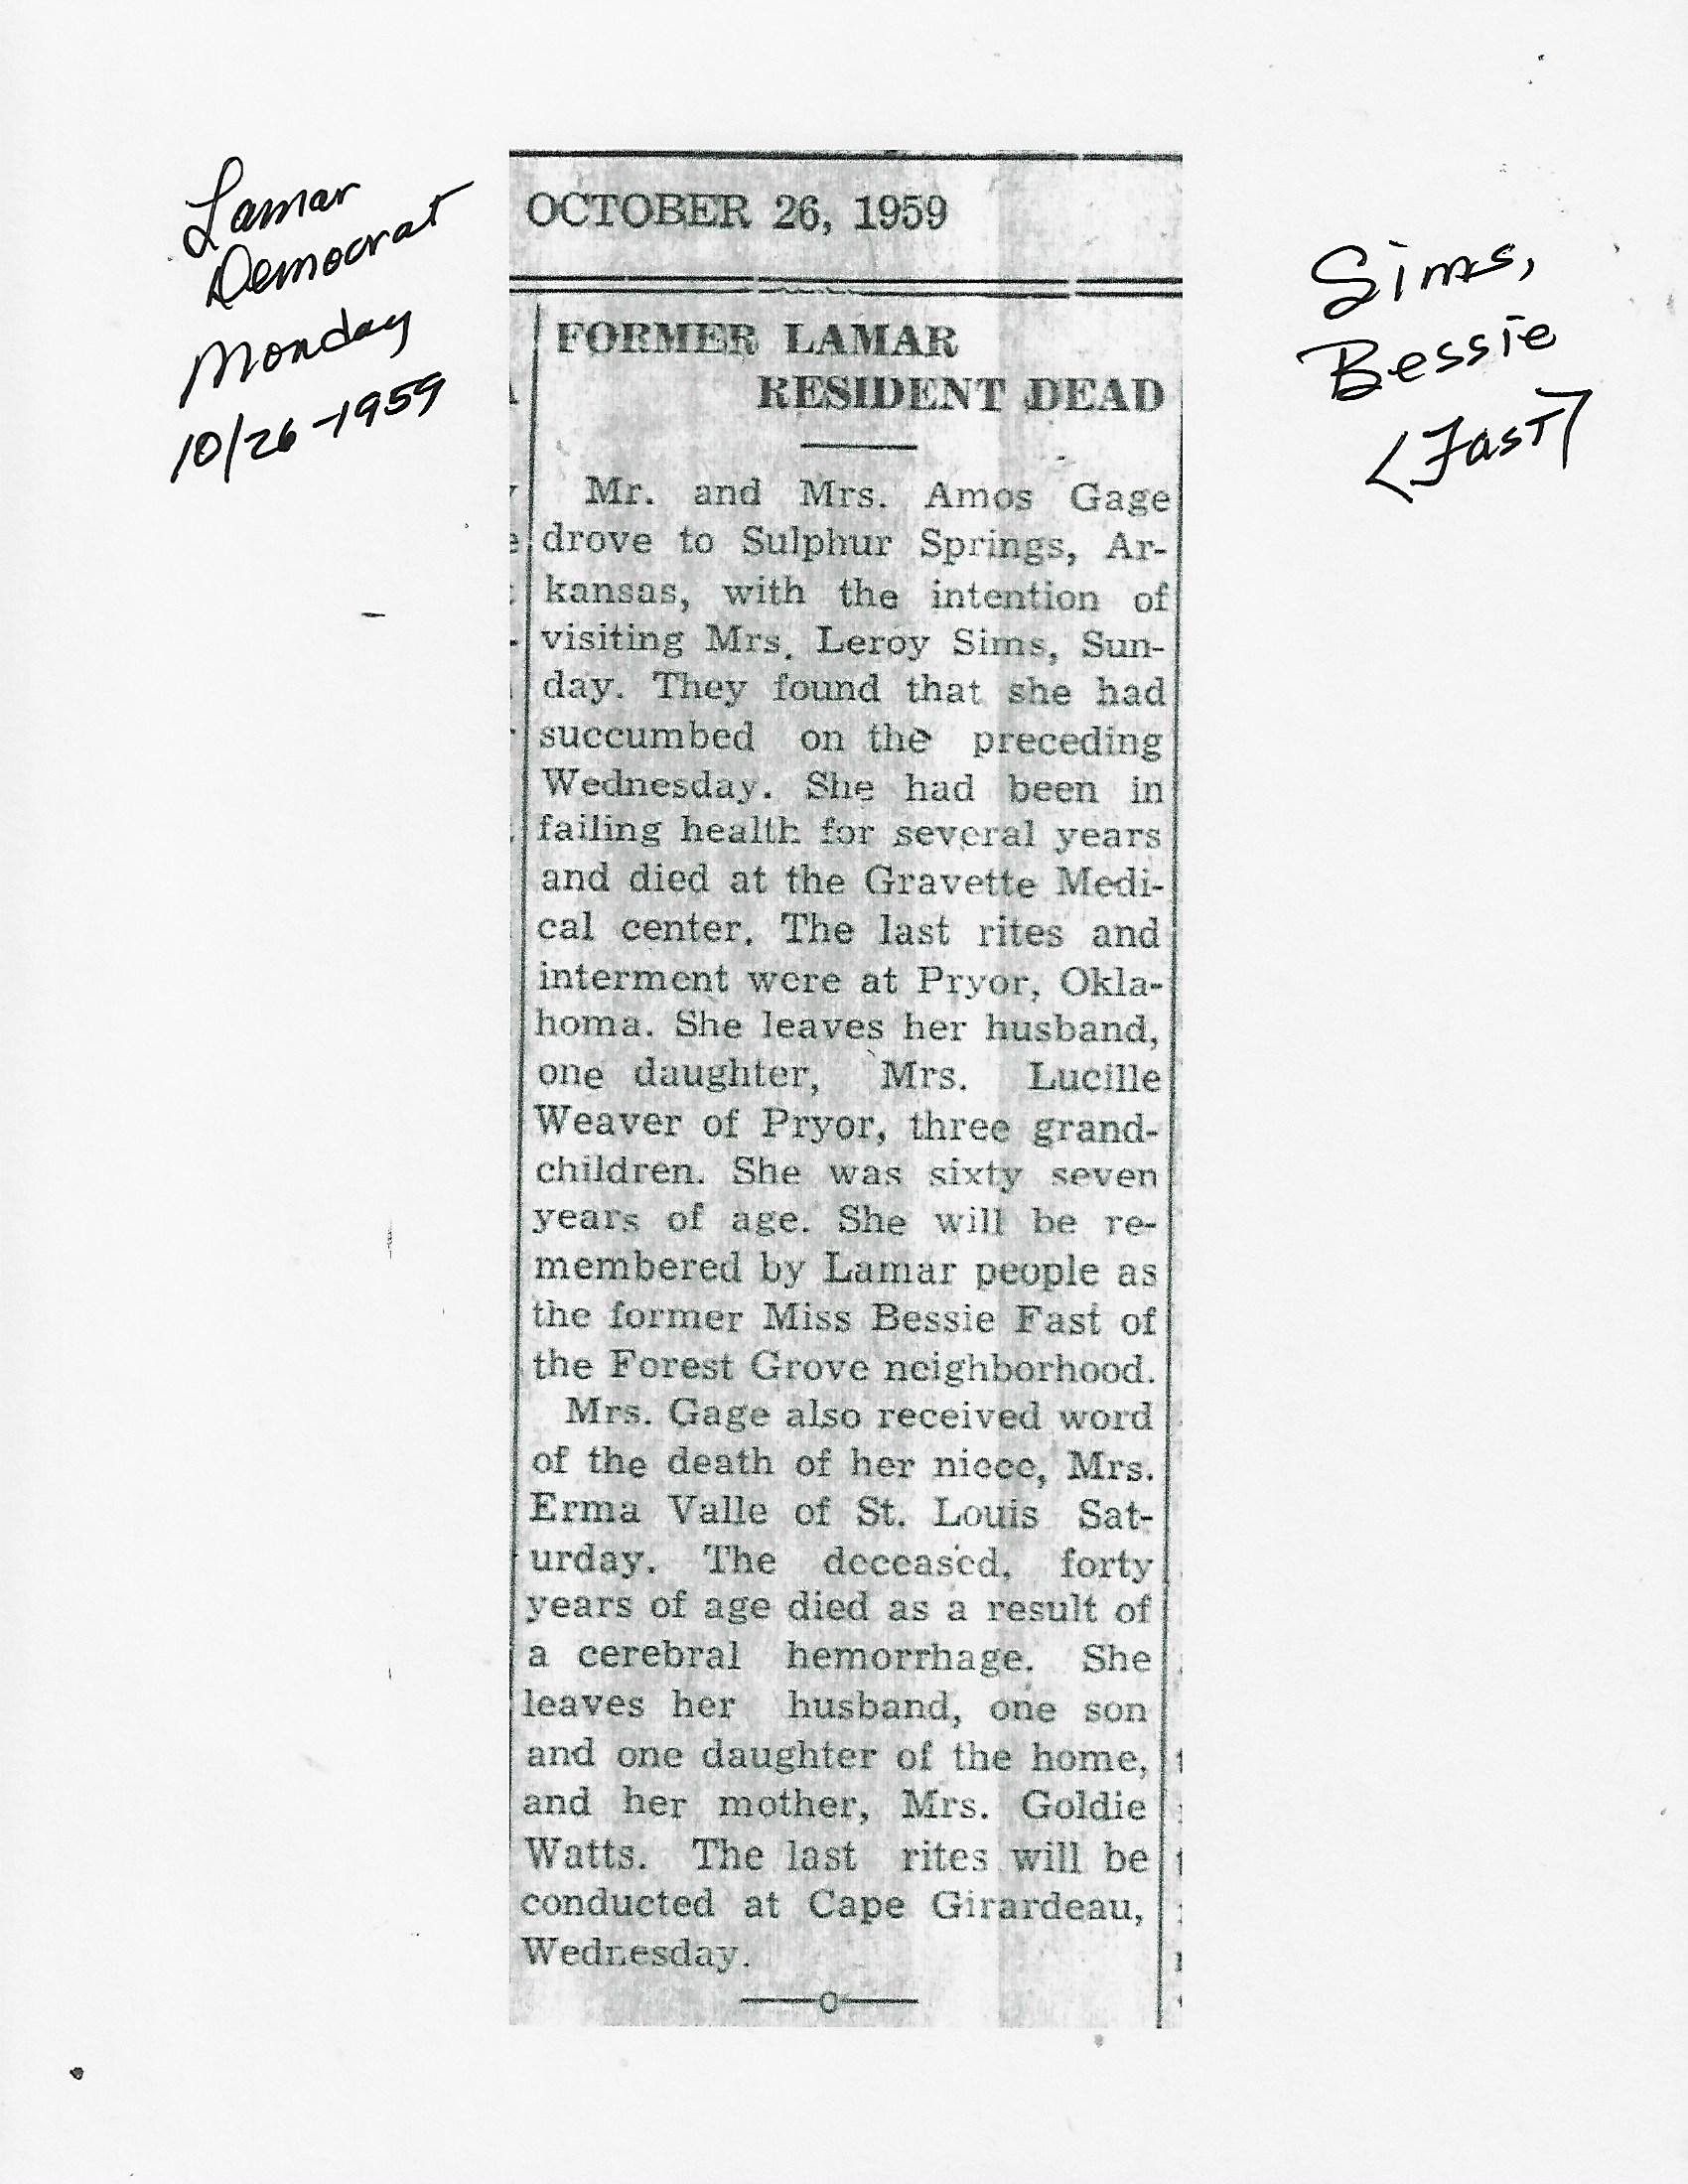 Lamar
Democrat
Monday
10/26-1959
Sims,
Bessie
<Fast>
OCTOBER 26, 1959
FORMER LAMAR
RESIDENT DEAD
Mr. and Mrs. Amos Gage
drove to Sulphur Springs, Ar-
kansas, with the intention of
visiting Mrs. Leroy Sims, Sun-
day. They found that she had
succumbed on the preceding
Wednesday. She had been in
failing health for several years
and died at the Gravette Medi-
cal center. The last rites and
interment were at Pryor, Okla-
homa. She leaves her husband,
one daughter, Mrs. Lucille
Weaver of Pryor, three grand-
children. She was sixty seven
years of age. She will be re-
membered by Lamar people as
the former Miss Bessie Fast of
the Forest Grove neighborhood.
Mrs. Gage also received word
of the death of her niece, Mrs.
Erma Valle of St. Louis Sat-
urday. The deceased, forty
years of age died as a result of
a cerebral hemorrhage. She
leaves her husband, one son
and one daughter of the home,
and her mother, Mrs. Goldie
Watts. The last rites will be
conducted at Cape Girardeau,
Wednesday.